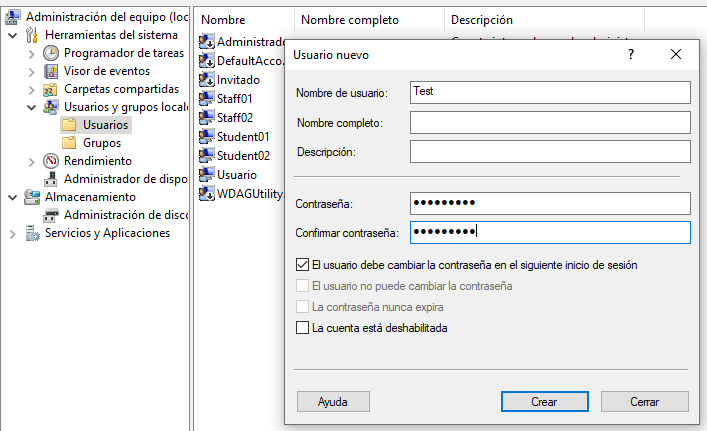 Administración del equipo (loc
Herramientas del sistema
Programador de tareas
Visor de eventos
Carpetas compartidas
Usuarios y grupos locale
Usuarios
Grupos
Rendimiento
Administrador de dispo
Almacenamiento
Administración de disco
Servicios y Aplicaciones
Nombre Nombre completo Descripción
Administrado
DefaultAcco.
Invitado
Staff01
Staff02
Student01
Student02
Usuario
WDAGUtility.
Usuario nuevo ? ×
Nombre de usuario: Test
Nombre completo:
Descripción:
Contraseña: •••••••••
Confirmar contraseña: •••••••••
El usuario debe cambiar la contraseña en el siguiente inicio de sesión
El usuario no puede cambiar la contraseña
La contraseña nunca expira
La cuenta está deshabilitada
Ayuda Crear Cerrar